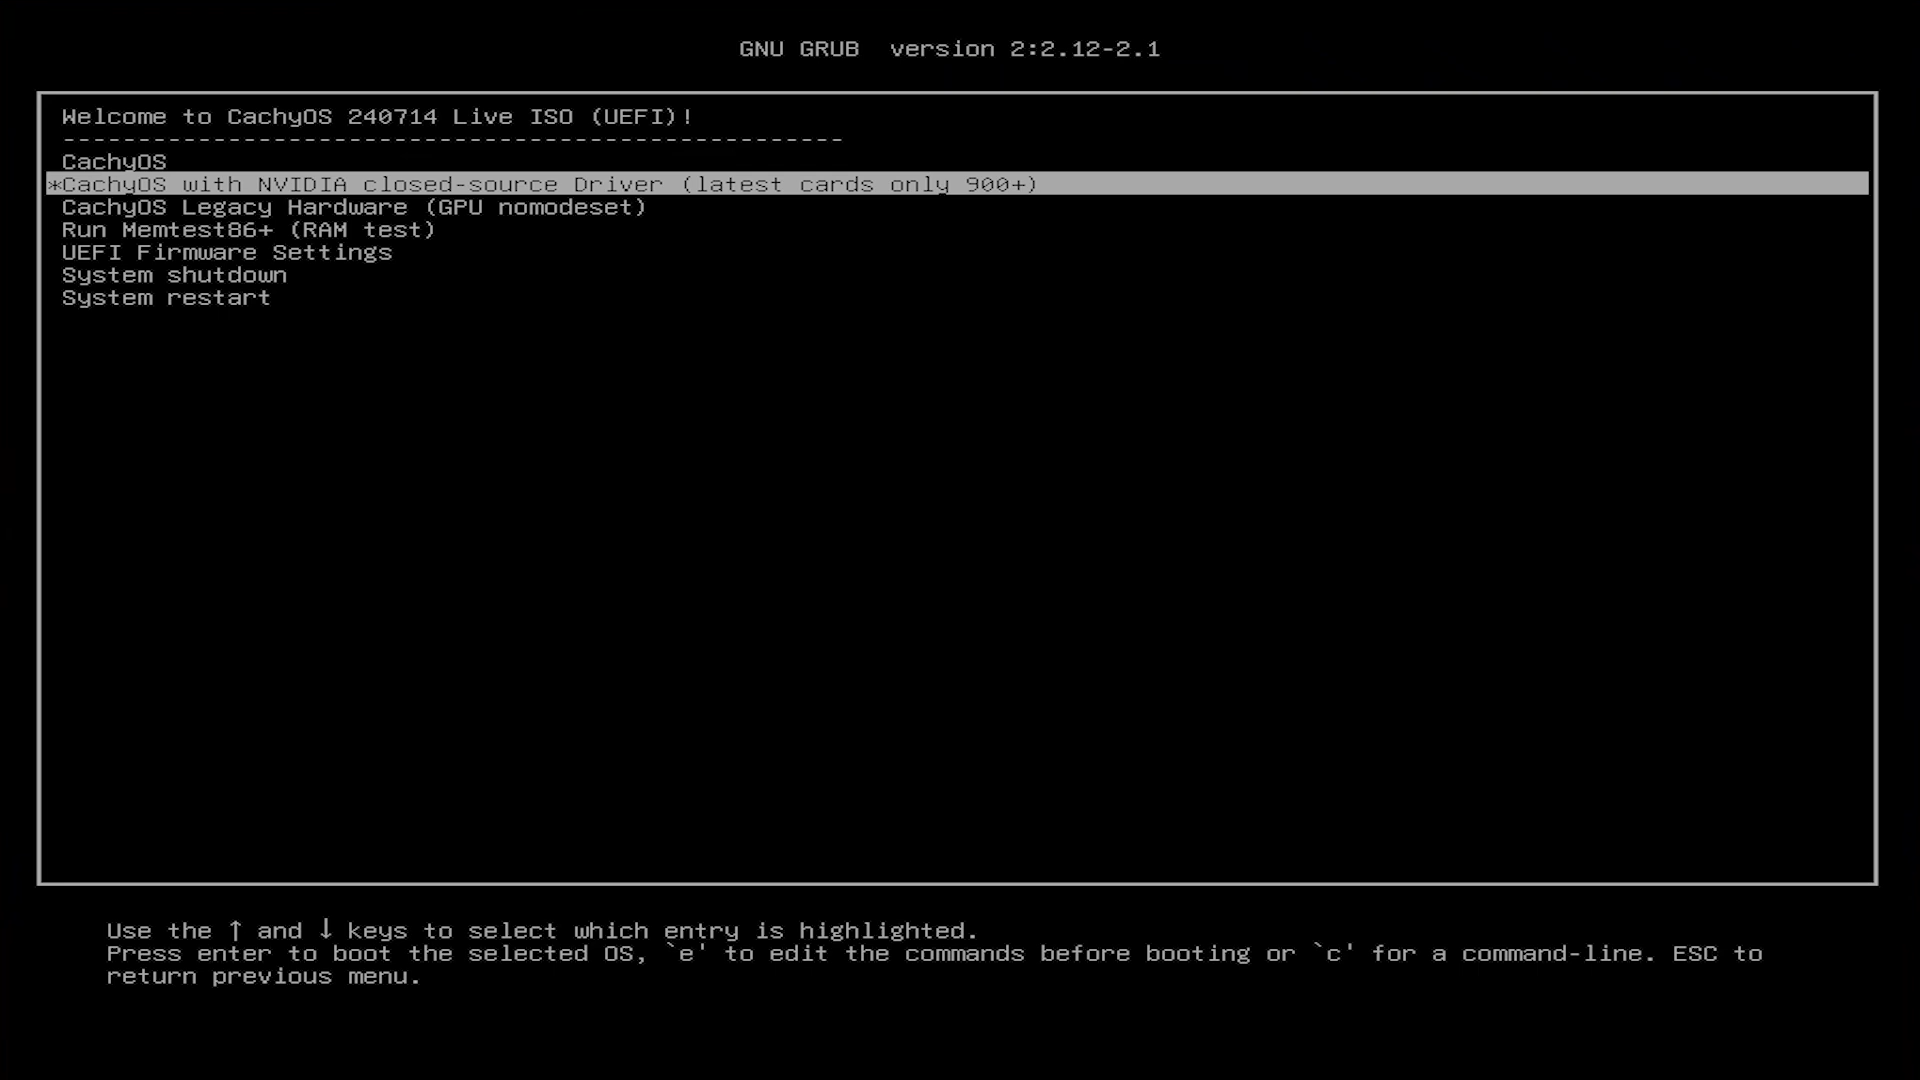 GNU GRUB  version 2:2.12-2.1
Welcome to CachyOS 240714 Live ISO (UEFI)!
----------------------------------------------------
CachyOS
*CachyOS with NVIDIA closed-source Driver (latest cards only 900+)
CachyOS Legacy Hardware (GPU nomodeset)
Run Memtest86+ (RAM test)
UEFI Firmware Settings
System shutdown
System restart
Use the ↑ and ↓ keys to select which entry is highlighted.
Press enter to boot the selected OS, `e' to edit the commands before booting or `c' for a command-line. ESC to
return previous menu.